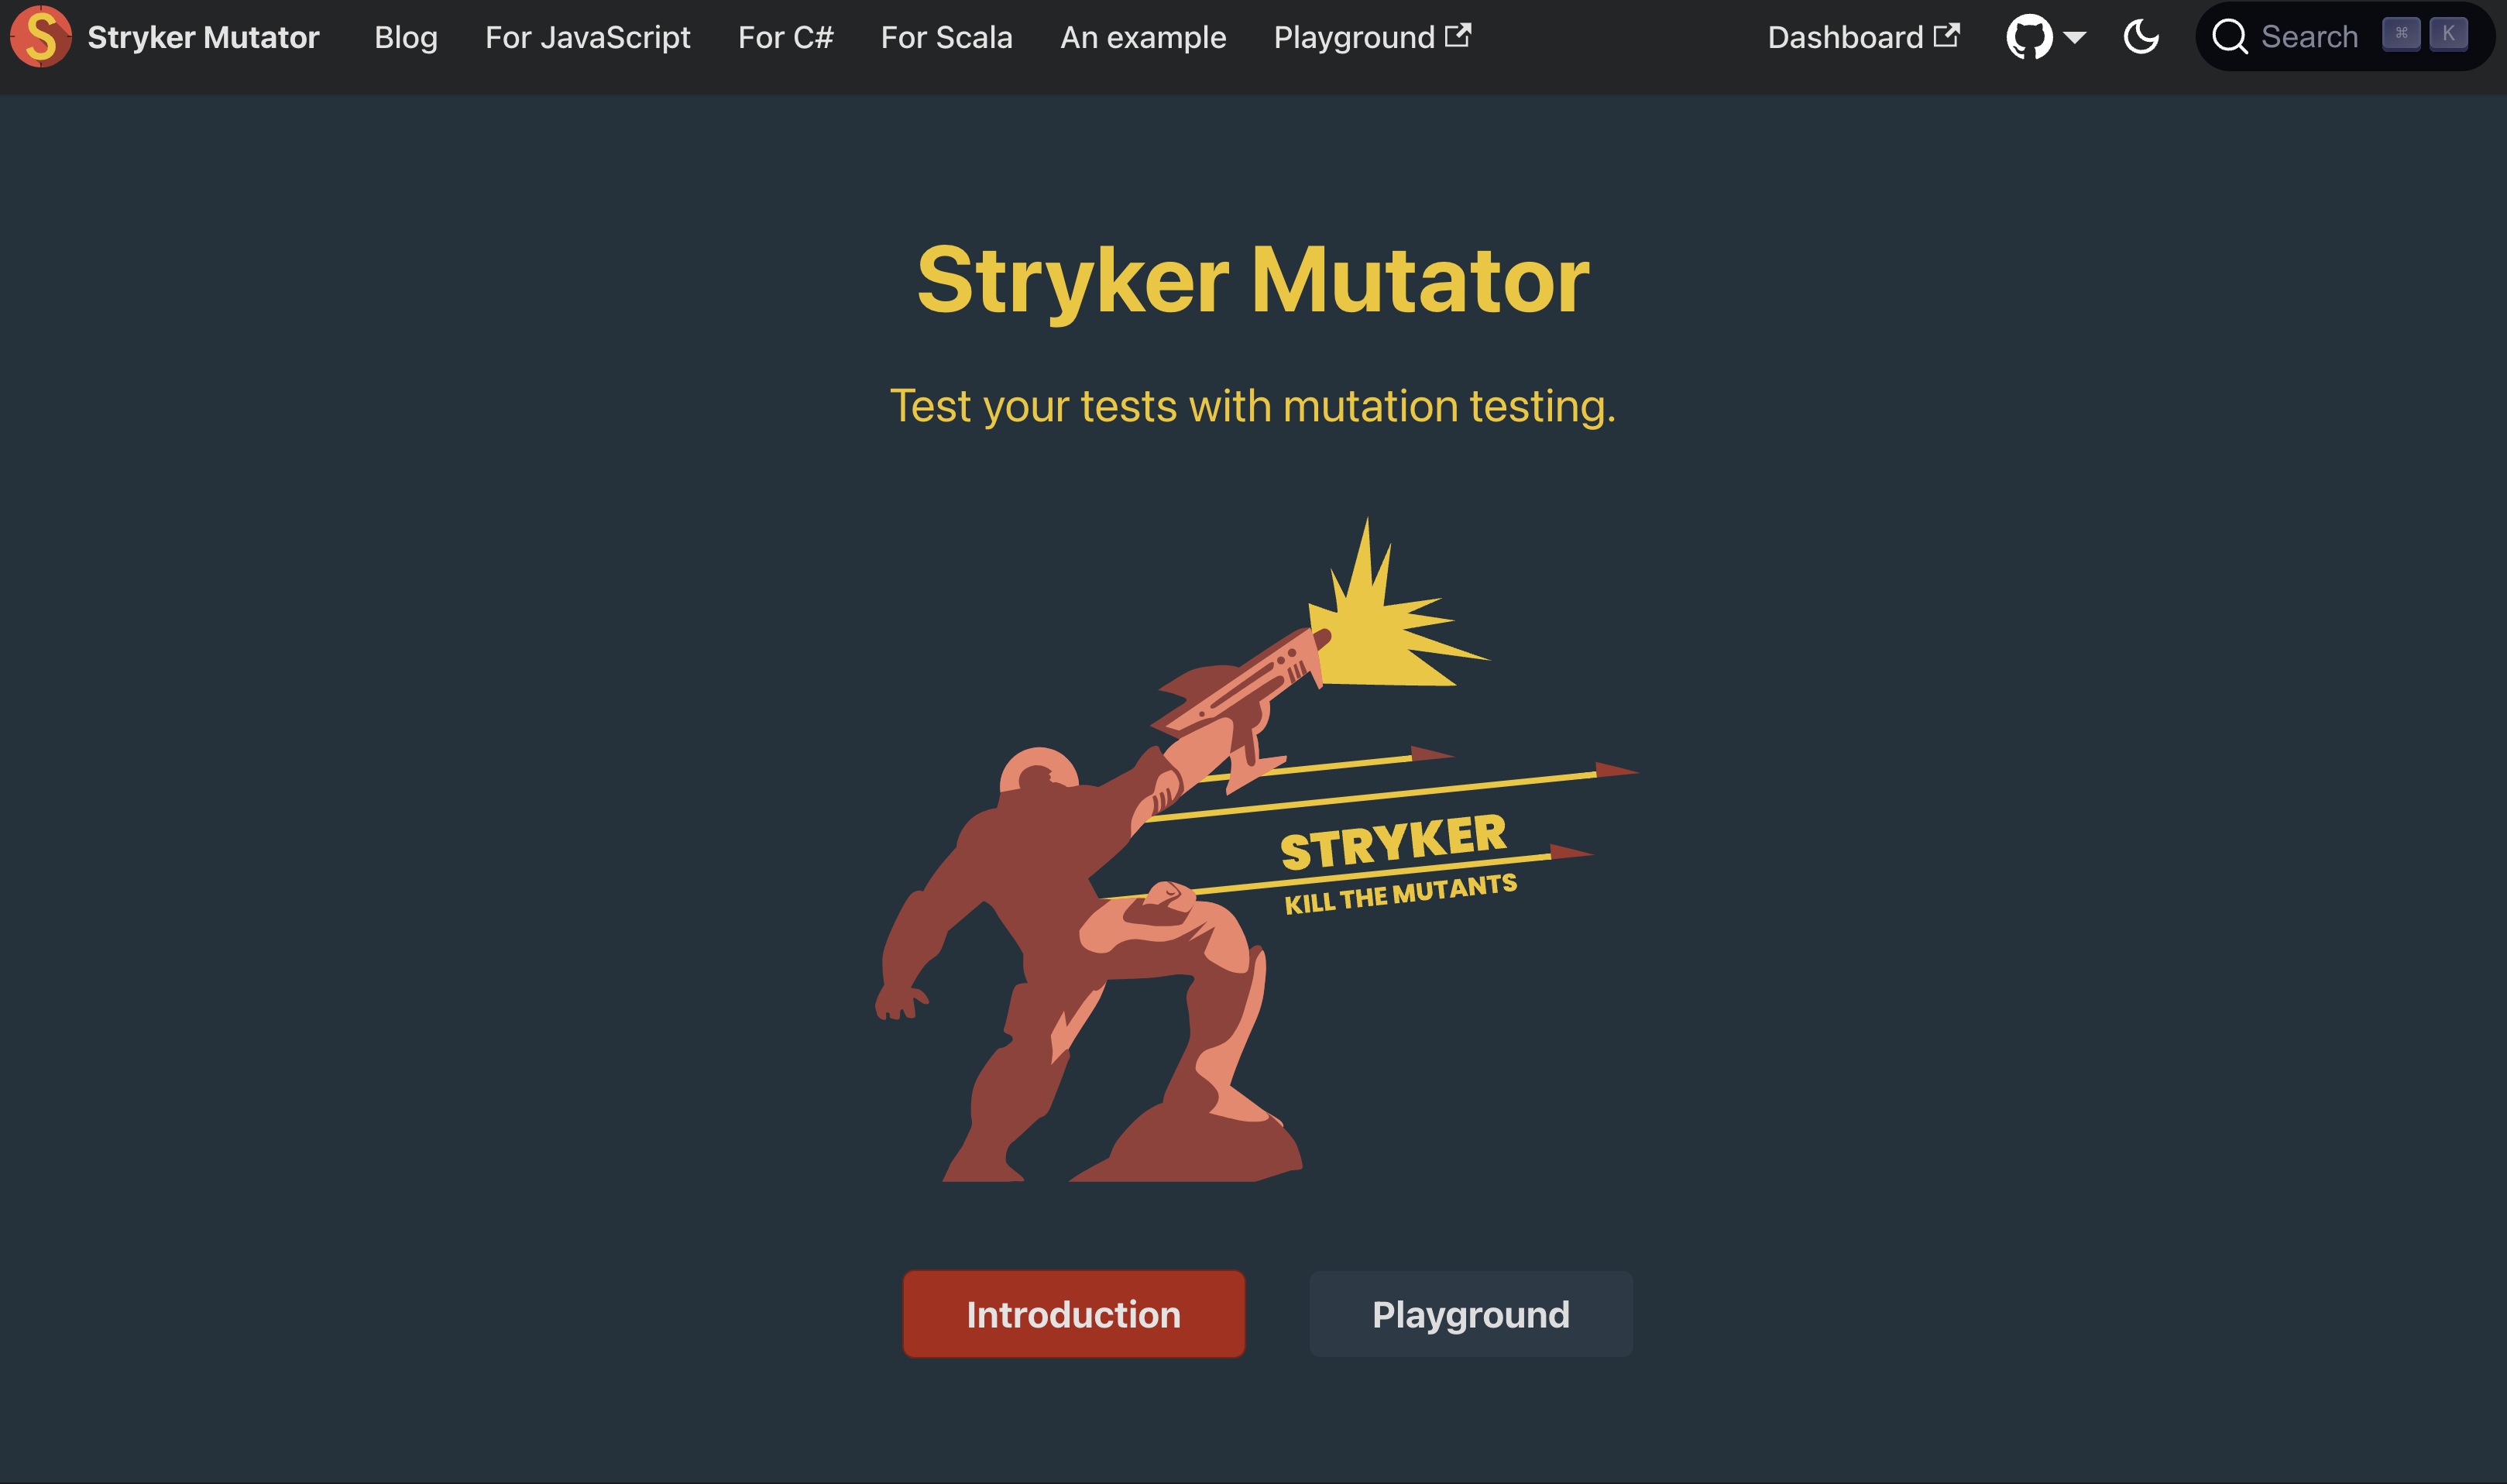 S Stryker Mutator Blog For JavaScript For C# For Scala An example Playground Dashboard Search ⌘ K
Stryker Mutator
Test your tests with mutation testing.
STRYKER
KILL THE MUTANTS
Introduction Playground